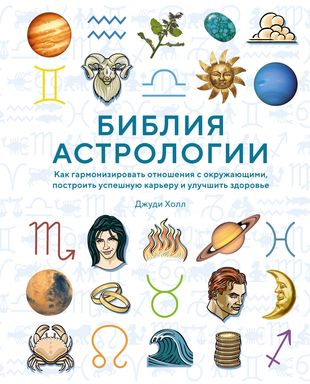 БИБЛИЯ
АСТРОЛОГИИ
Как гармонизировать отношения с окружающими,
построить успешную карьеру и улучшить здоровье
Джуди Холл